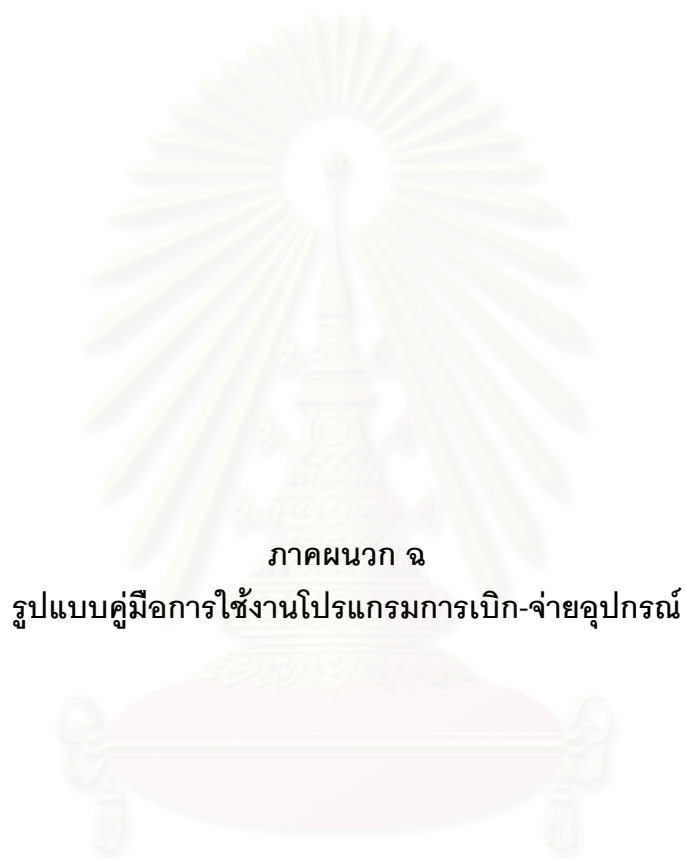 ภาคผนวก ฉ
รูปแบบคู่มือการใช้งานโปรแกรมการเบิก-จ่ายอุปกรณ์